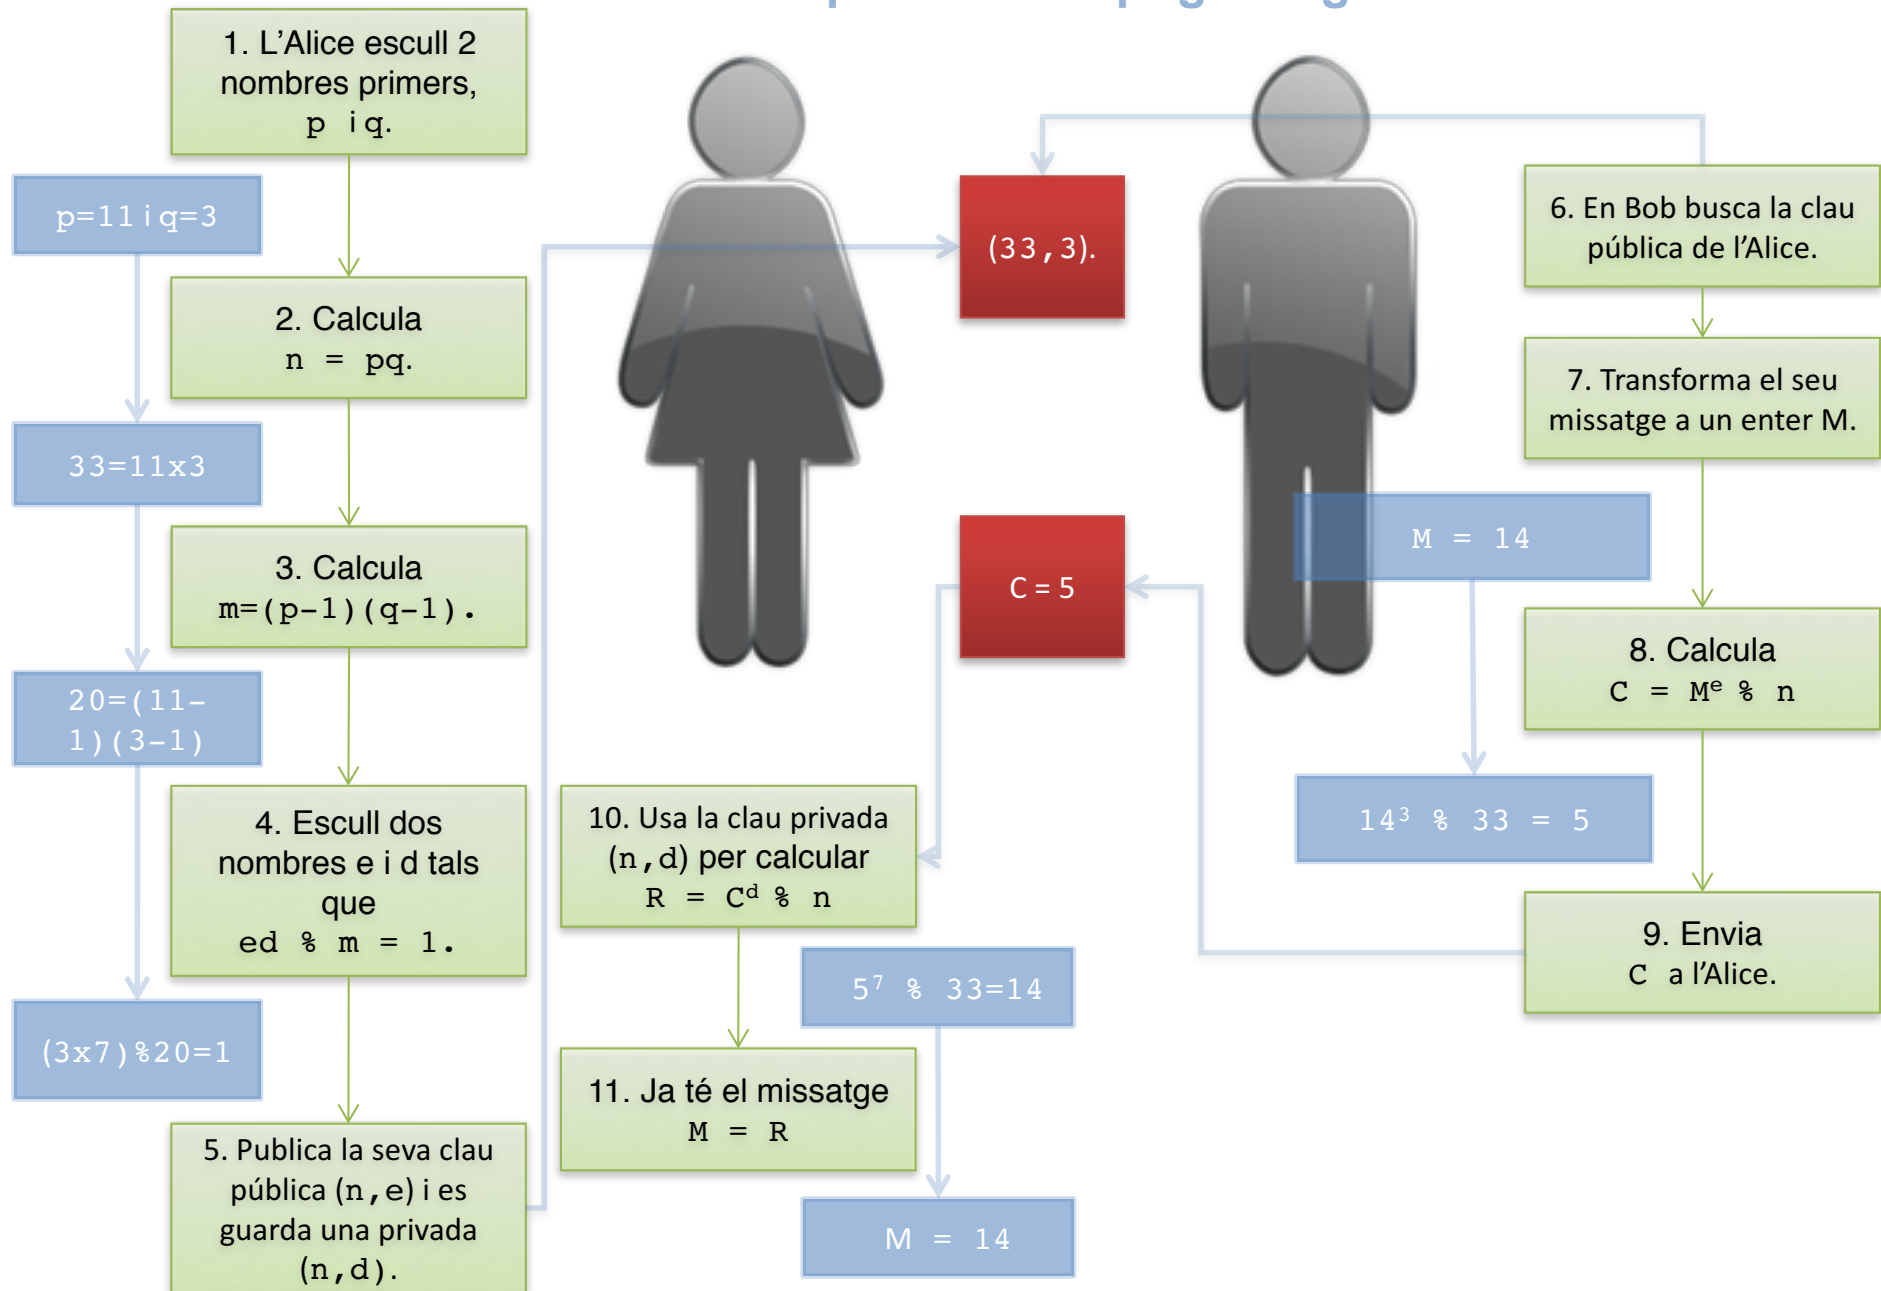 1. L'Alice escull 2
nombres primers,
p i q.
p=11 i q=3
2. Calcula
n = pq.
33=11x3
3. Calcula
m=(p-1)(q-1).
20=(11-
1)(3-1)
4. Escull dos
nombres e i d tals
que
ed % m = 1.
(3x7)%20=1
5. Publica la seva clau
pública (n,e) i es
guarda una privada
(n,d).
(33,3).
6. En Bob busca la clau
pública de l'Alice.
7. Transforma el seu
missatge a un enter M.
M = 14
8. Calcula
C = Mᵉ % n
14³ % 33 = 5
9. Envia
C a l'Alice.
C = 5
10. Usa la clau privada
(n,d) per calcular
R = Cᵈ % n
5⁷ % 33=14
11. Ja té el missatge
M = R
M = 14